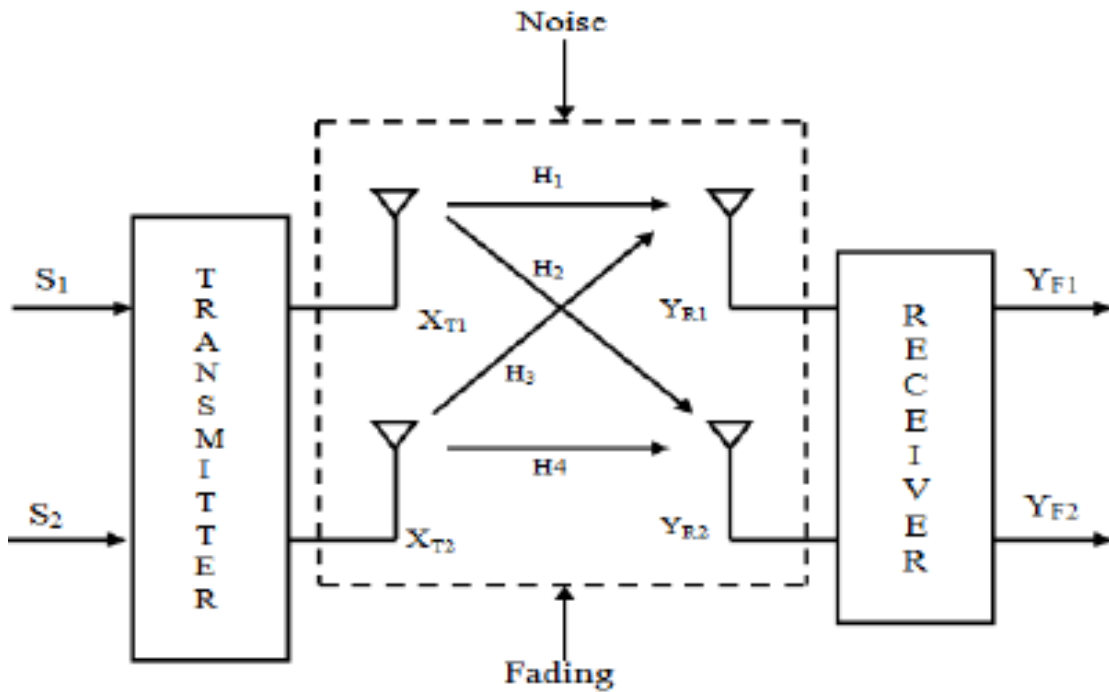 Noise
H1
S1
TRANSMITTER
H2
XT1
YR1
RECEIVER
YF1
H3
H4
S2
XT2
YR2
YF2
Fading